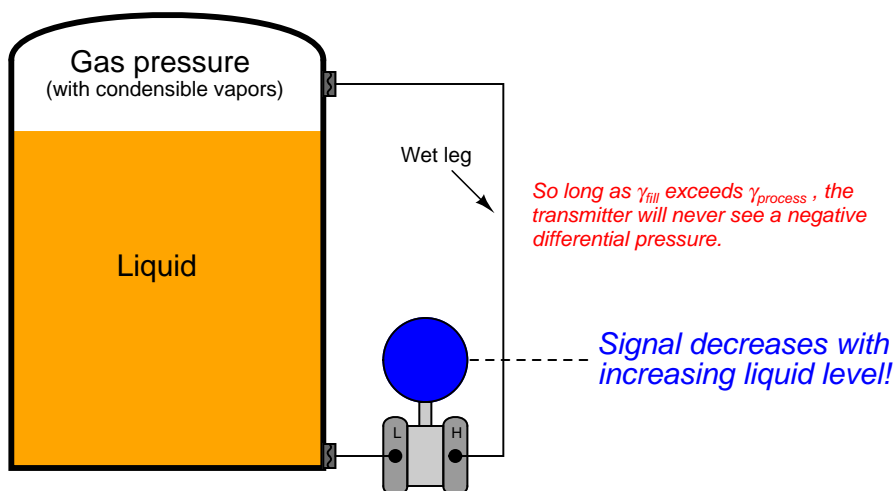 Gas pressure
(with condensible vapors)
Wet leg
So long as γfill exceeds γprocess , the
transmitter will never see a negative
differential pressure.
Liquid
Signal decreases with
increasing liquid level!
L
H